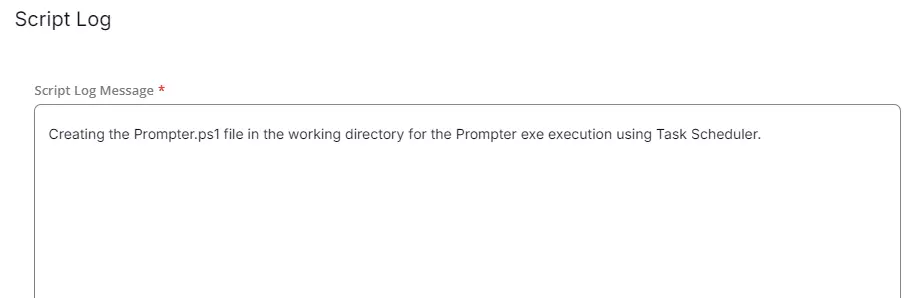 Script Log
Script Log Message *
Creating the Prompter.ps1 file in the working directory for the Prompter exe execution using Task Scheduler.